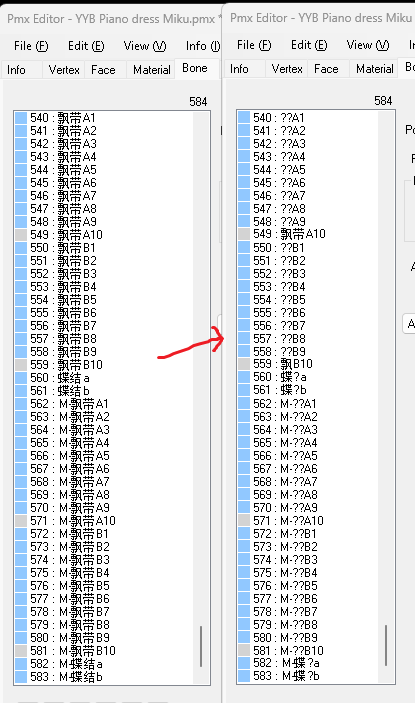 Pmx Editor - YYB Piano dress Miku.pmx *
File (F) Edit (E) View (V) Info (I)
Info Vertex Face Material Bone
584
540 : 飘带A1
541 : 飘带A2
542 : 飘带A3
543 : 飘带A4
544 : 飘带A5
545 : 飘带A6
546 : 飘带A7
547 : 飘带A8
548 : 飘带A9
549 : 飘带A10
550 : 飘带B1
551 : 飘带B2
552 : 飘带B3
553 : 飘带B4
554 : 飘带B5
555 : 飘带B6
556 : 飘带B7
557 : 飘带B8
558 : 飘带B9
559 : 飘带B10
560 : 蝶结a
561 : 蝶结b
562 : M-飘带A1
563 : M-飘带A2
564 : M-飘带A3
565 : M-飘带A4
566 : M-飘带A5
567 : M-飘带A6
568 : M-飘带A7
569 : M-飘带A8
570 : M-飘带A9
571 : M-飘带A10
572 : M-飘带B1
573 : M-飘带B2
574 : M-飘带B3
575 : M-飘带B4
576 : M-飘带B5
577 : M-飘带B6
578 : M-飘带B7
579 : M-飘带B8
580 : M-飘带B9
581 : M-飘带B10
582 : M-蝶结a
583 : M-蝶结b
Pmx Editor - YYB Piano dress Miku
File (F) Edit (E) View (V)
Info Vertex Face Material
584
540 : ??A1
541 : ??A2
542 : ??A3
543 : ??A4
544 : ??A5
545 : ??A6
546 : ??A7
547 : ??A8
548 : ??A9
549 : 飘带A10
550 : ??B1
551 : ??B2
552 : ??B3
553 : ??B4
554 : ??B5
555 : ??B6
556 : ??B7
557 : ??B8
558 : ??B9
559 : 飘B10
560 : 蝶?a
561 : 蝶?b
562 : M-??A1
563 : M-??A2
564 : M-??A3
565 : M-??A4
566 : M-??A5
567 : M-??A6
568 : M-??A7
569 : M-??A8
570 : M-??A9
571 : M-??A10
572 : M-??B1
573 : M-??B2
574 : M-??B3
575 : M-??B4
576 : M-??B5
577 : M-??B6
578 : M-??B7
579 : M-??B8
580 : M-??B9
581 : M-??B10
582 : M-蝶?a
583 : M-蝶?b